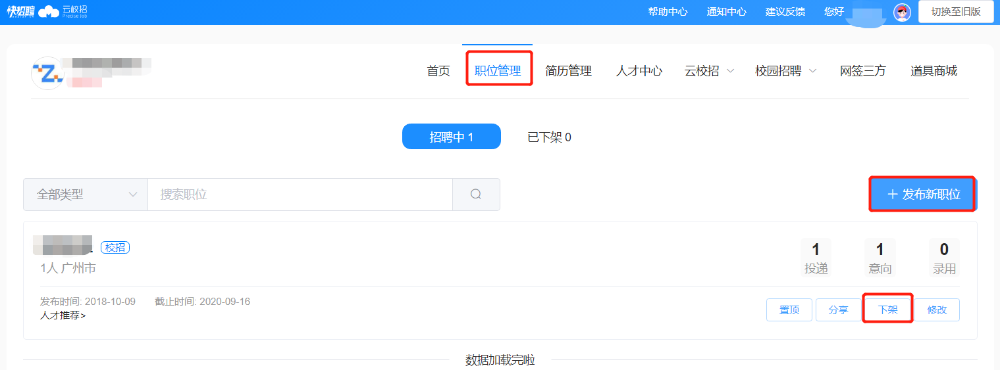 快招聘 云校招 帮助中心 通知中心 建议反馈 您好 切换至旧版
Precise Job
首页 职位管理 简历管理 人才中心 云校招 校园招聘 网签三方 道具商城
招聘中 1 已下架 0
全部类型 搜索职位 + 发布新职位
校招
1人 广州市
1 1 0
投递 意向 录用
发布时间: 2018-10-09 截止时间: 2020-09-16
人才推荐>
置顶 分享 下架 修改
数据加载完啦